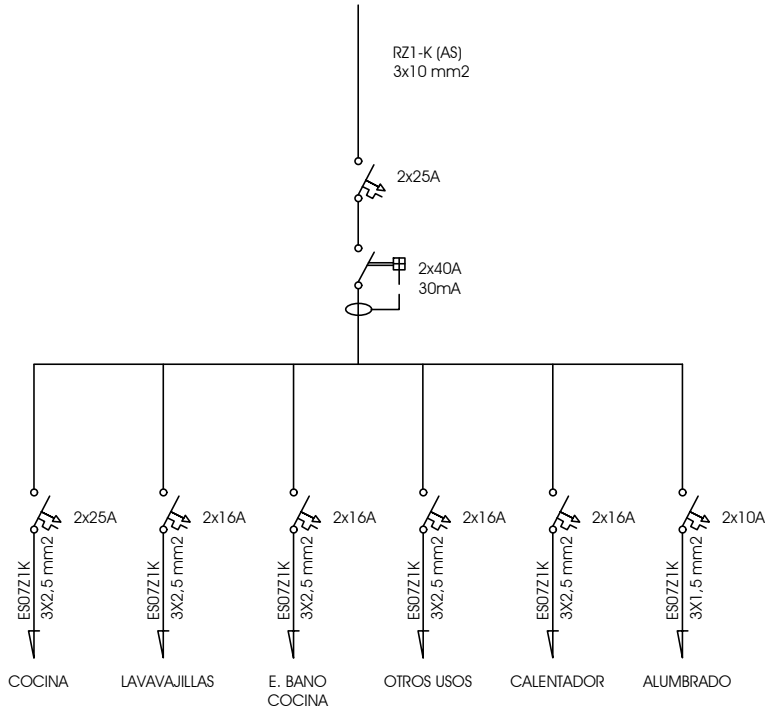 RZ1-K (AS)
3x10 mm2
2x25A
2x40A
30mA
2x25A
2x16A
2x16A
2x16A
2x16A
2x10A
ES07Z1K
3X2,5 mm2
ES07Z1K
3X2,5 mm2
ES07Z1K
3X2,5 mm2
ES07Z1K
3X2,5 mm2
ES07Z1K
3X2,5 mm2
ES07Z1K
3X1,5 mm2
COCINA
LAVAVAJILLAS
E. BANO
COCINA
OTROS USOS
CALENTADOR
ALUMBRADO